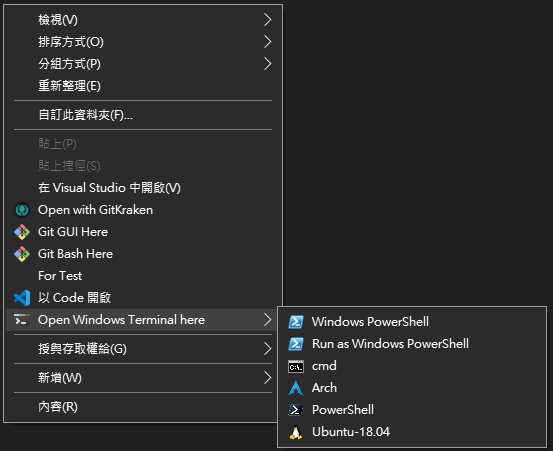 檢視(V)
排序方式(O)
分組方式(P)
重新整理(E)
自訂此資料夾(F)...
貼上(P)
貼上捷徑(S)
在 Visual Studio 中開啟(V)
Open with GitKraken
Git GUI Here
Git Bash Here
For Test
以 Code 開啟
Open Windows Terminal here
授與存取權給(G)
新增(W)
內容(R)
Windows PowerShell
Run as Windows PowerShell
cmd
Arch
PowerShell
Ubuntu-18.04